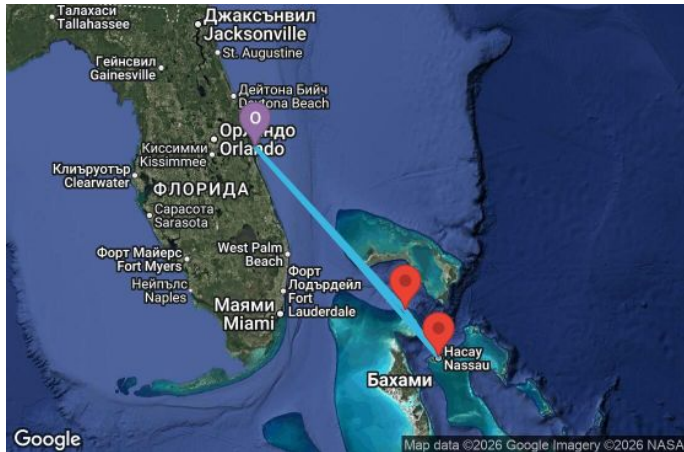 Талахаси
Tallahassee
Джаксънвил
Jacksonville
St. Augustine
Гейнсвил
Gainesville
Дейтона Бийч
Daytona Beach
O
Орландо
Orlando
Киссимми
Kissimmee
Клиъруотър
Clearwater
ФЛОРИДА
Сарасота
Sarasota
West Palm
Beach
Форт Майерс
Fort Myers
Форт
Лодърдейл
Fort
Lauderdale
Нейпълс
Naples
Маями
Miami
Насау
Nassau
Бахами
Google
Map data ©2026 Google Imagery ©2026 NASA